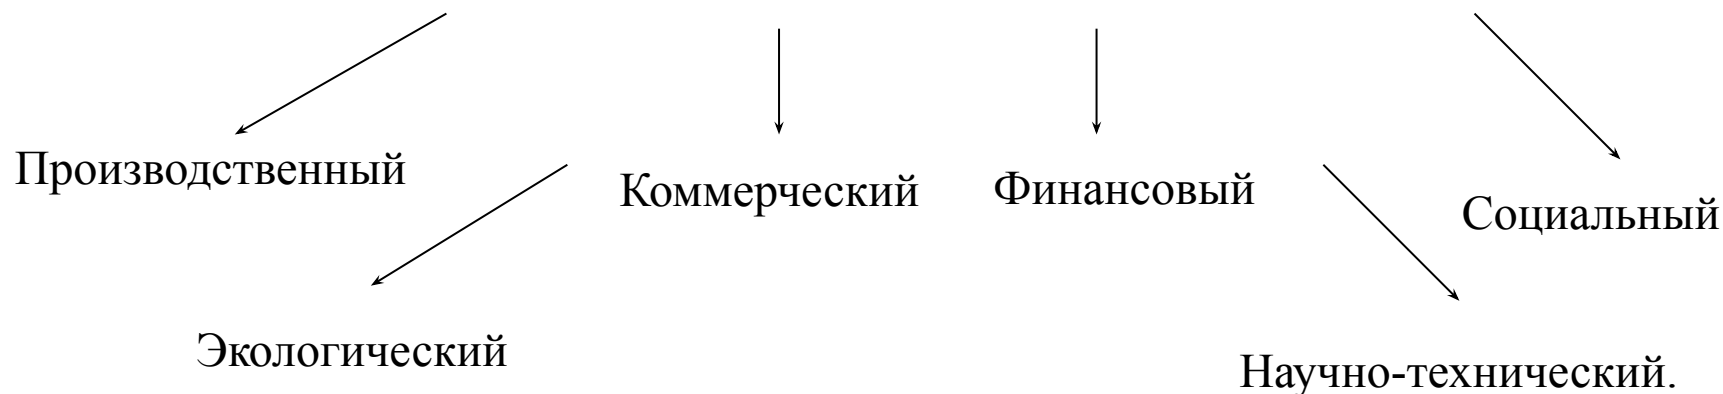 Производственный
Коммерческий
Финансовый
Социальный
Экологический
Научно-технический.